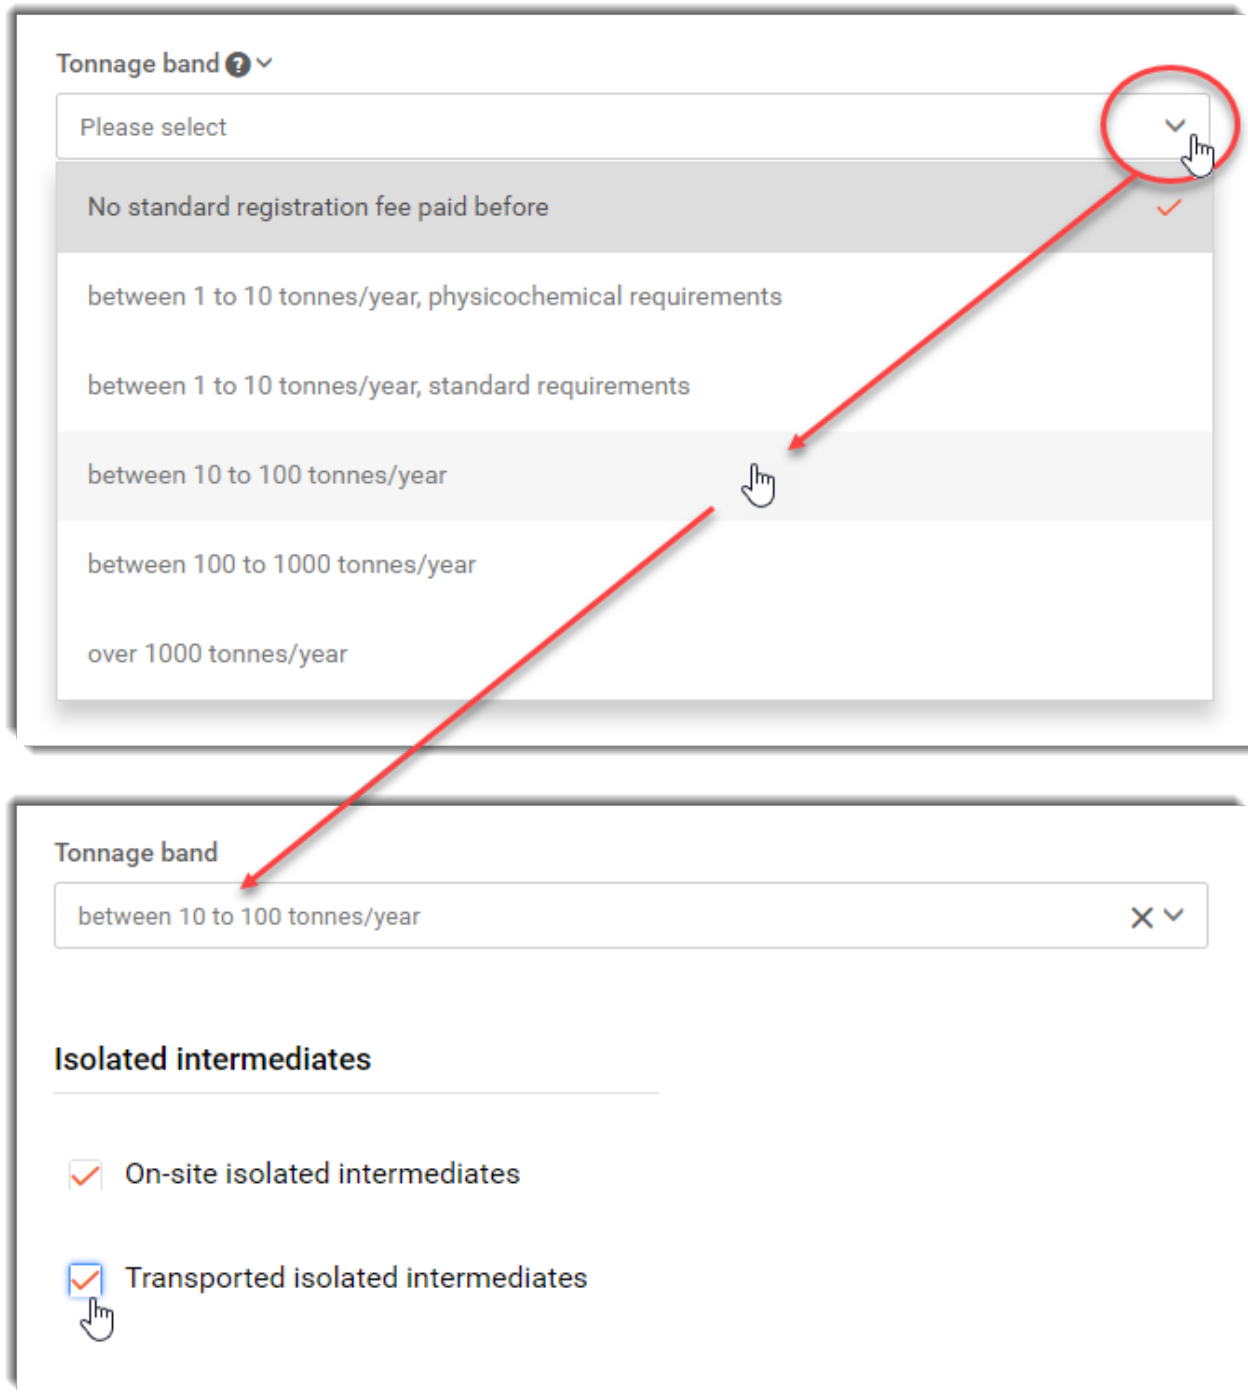 Tonnage band ?
Please select
No standard registration fee paid before
between 1 to 10 tonnes/year, physicochemical requirements
between 1 to 10 tonnes/year, standard requirements
between 10 to 100 tonnes/year
between 100 to 1000 tonnes/year
over 1000 tonnes/year
Tonnage band
between 10 to 100 tonnes/year
Isolated intermediates
On-site isolated intermediates
Transported isolated intermediates